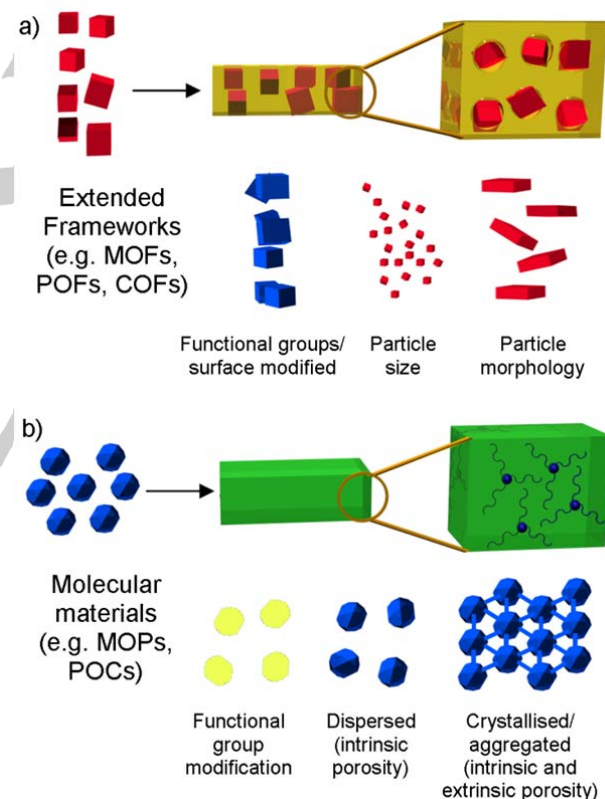 a)
Extended
Frameworks
(e.g. MOFs,
POFs, COFs)
Functional groups/
surface modified
Particle
size
Particle
morphology
b)
Molecular
materials
(e.g. MOPs,
POCs)
Functional
group
modification
Dispersed
(intrinsic
porosity)
Crystallised/
aggregated
(intrinsic and
extrinsic porosity)